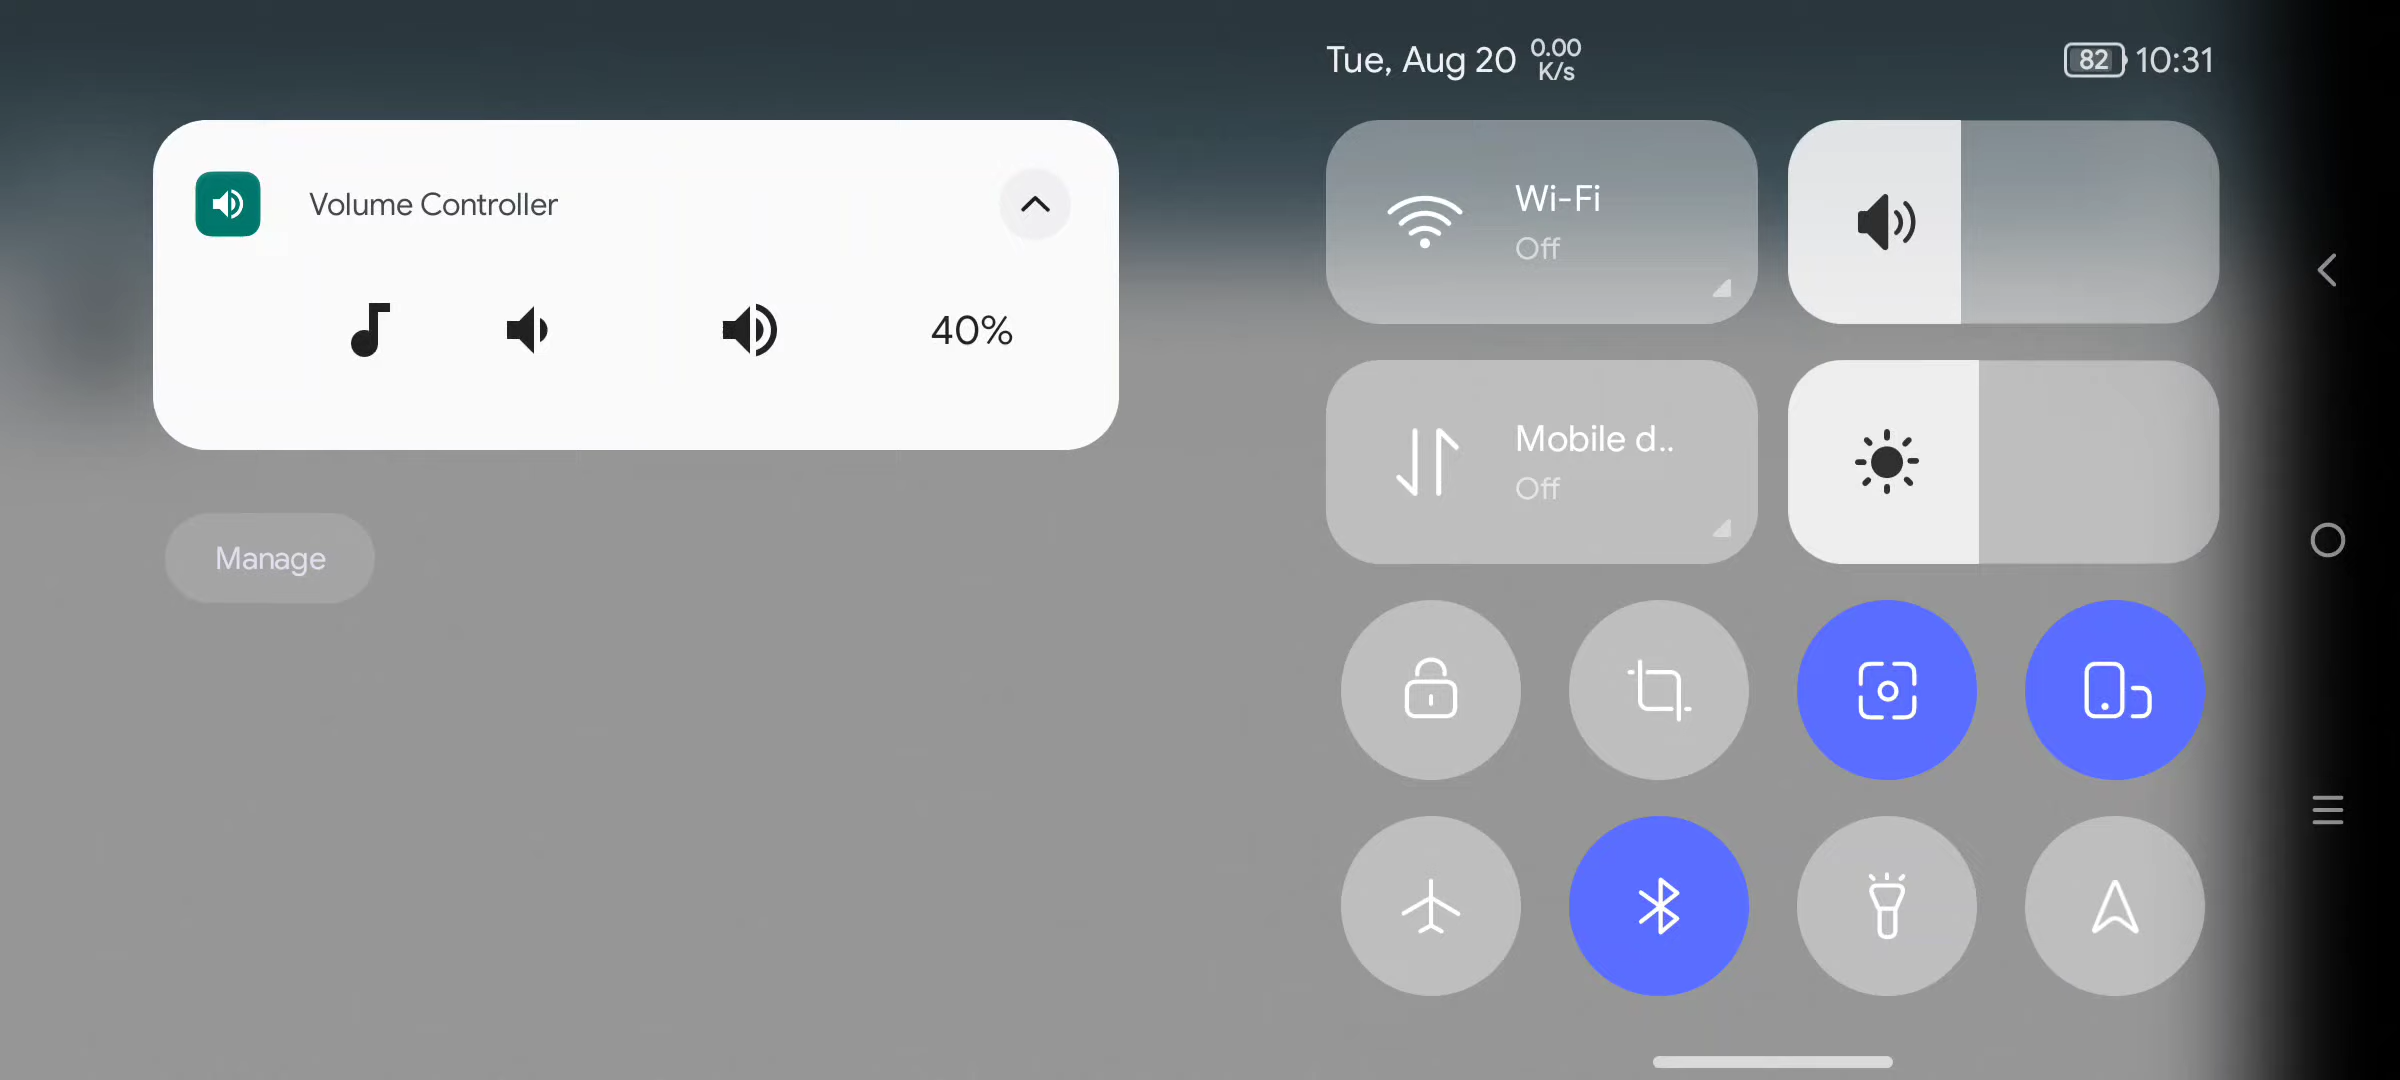 Tue, Aug 20 0.00 K/s 82 10:31
Volume Controller
40%
Manage
Wi-Fi
Off
Mobile d..
Off